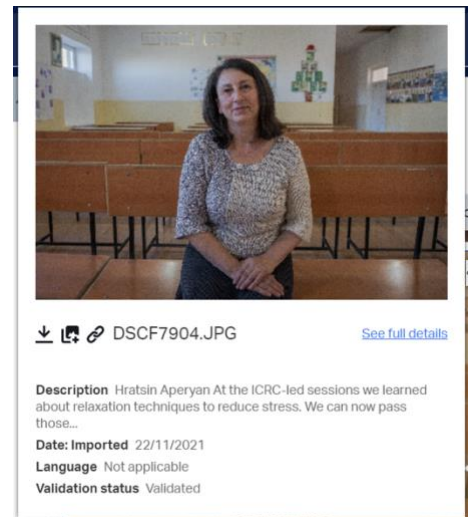 DSCF7904.JPG See full details
Description Hratsin Aperyan At the ICRC-led sessions we learned
about relaxation techniques to reduce stress. We can now pass
those...
Date: Imported 22/11/2021
Language Not applicable
Validation status Validated